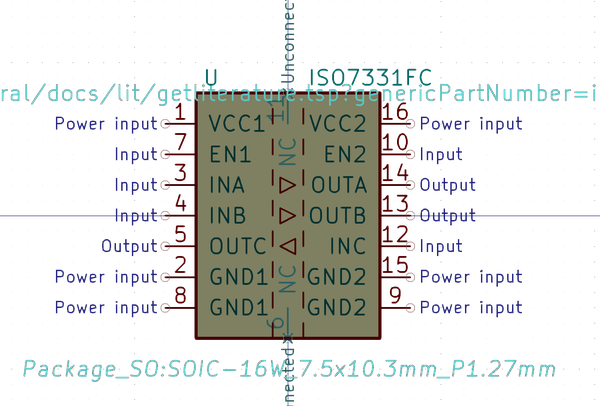 Unconnec
U ISO7331FC
ral/docs/lit/getliterature.tsp?genericPartNumber=i
11
1 VCC1 VCC2 16
Power input Power input
NC
7 EN1 EN2 10
Input Input
3 INA OUTA 14
Input Output
4 INB OUTB 13
Input Output
5 OUTC INC 12
Output Input
NC
2 GND1 GND2 15
Power input Power input
8 GND1 GND2 9
Power input Power input
6
nected
Package_SO:SOIC-16W_7.5x10.3mm_P1.27mm